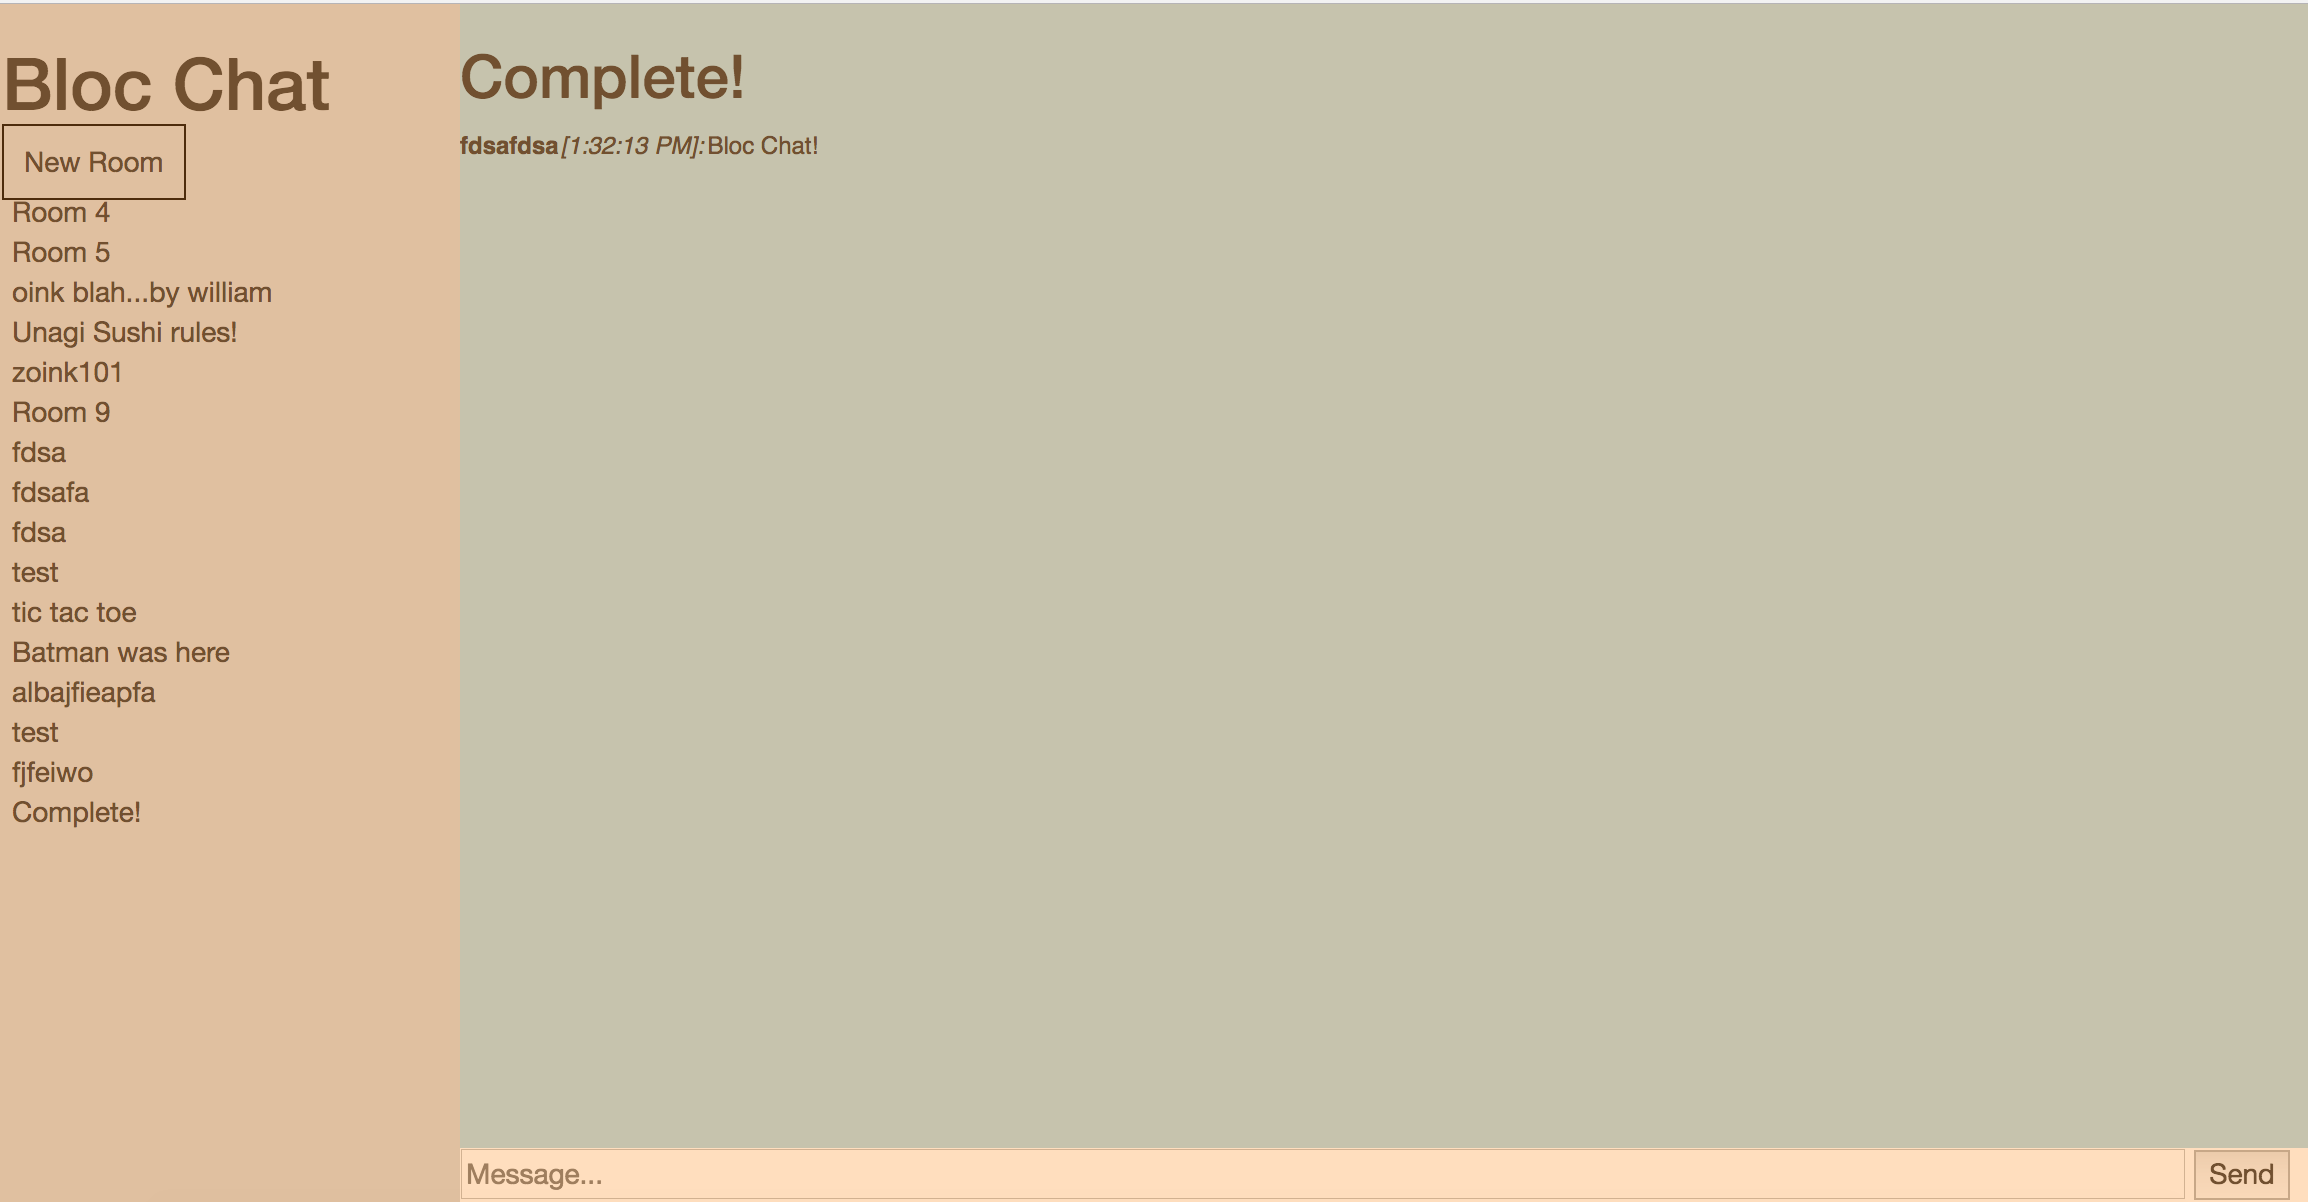 Bloc Chat
New Room
Room 4
Room 5
oink blah...by william
Unagi Sushi rules!
zoink101
Room 9
fdsa
fdsafa
fdsa
test
tic tac toe
Batman was here
albajfieapfa
test
fjfeiwo
Complete!
Complete!
fdsafdsa [1:32:13 PM]: Bloc Chat!
Message...
Send